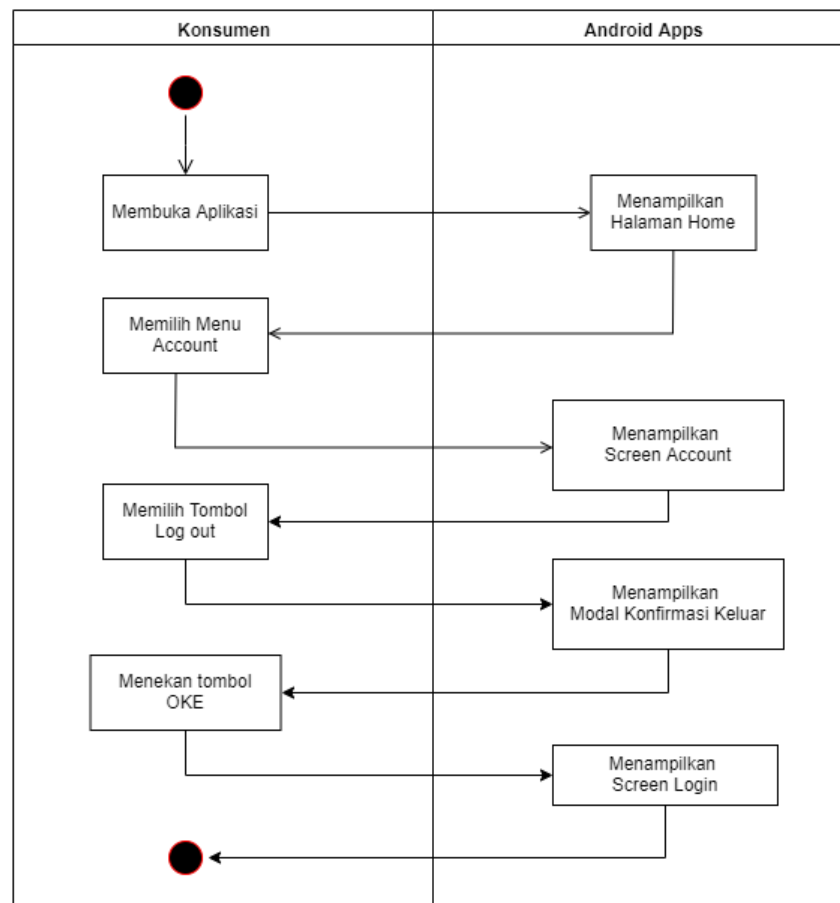 Konsumen
Android Apps
Membuka Aplikasi
Menampilkan
Halaman Home
Memilih Menu
Account
Menampilkan
Screen Account
Memilih Tombol
Log out
Menampilkan
Modal Konfirmasi Keluar
Menekan tombol
OKE
Menampilkan
Screen Login